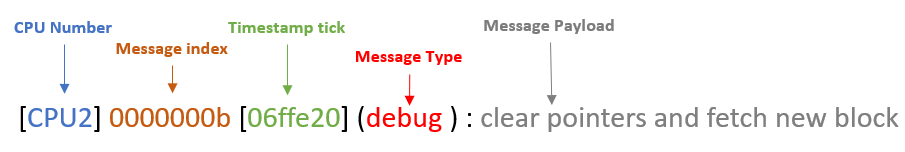 CPU Number
Message index
Timestamp tick
Message Type
Message Payload
[CPU2] 0000000b [06ffe20] (debug ) : clear pointers and fetch new block